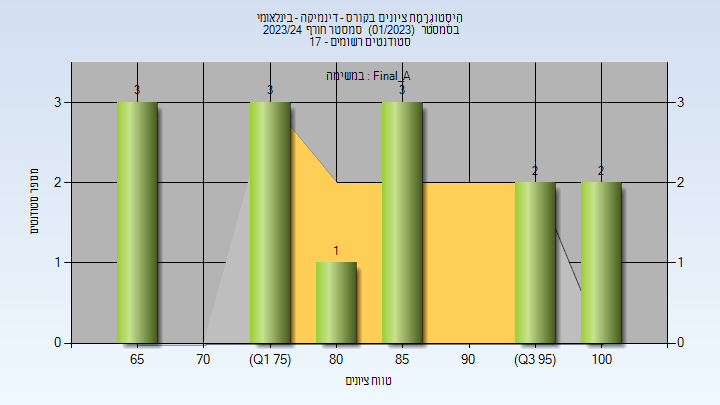 היסטוגרמת ציונים בקורס - דינמיקה - בינלאומי
בסמסטר (01/2023) סמסטר חורף 2023/24
סטודנטים רשומים - 17
במשימה : Final_A
3 3 3 2 2 1
מספר סטודנטים
3 3
2 2
1 1
0 0
65 70 (Q1 75) 80 85 90 (Q3 95) 100
טווח ציונים